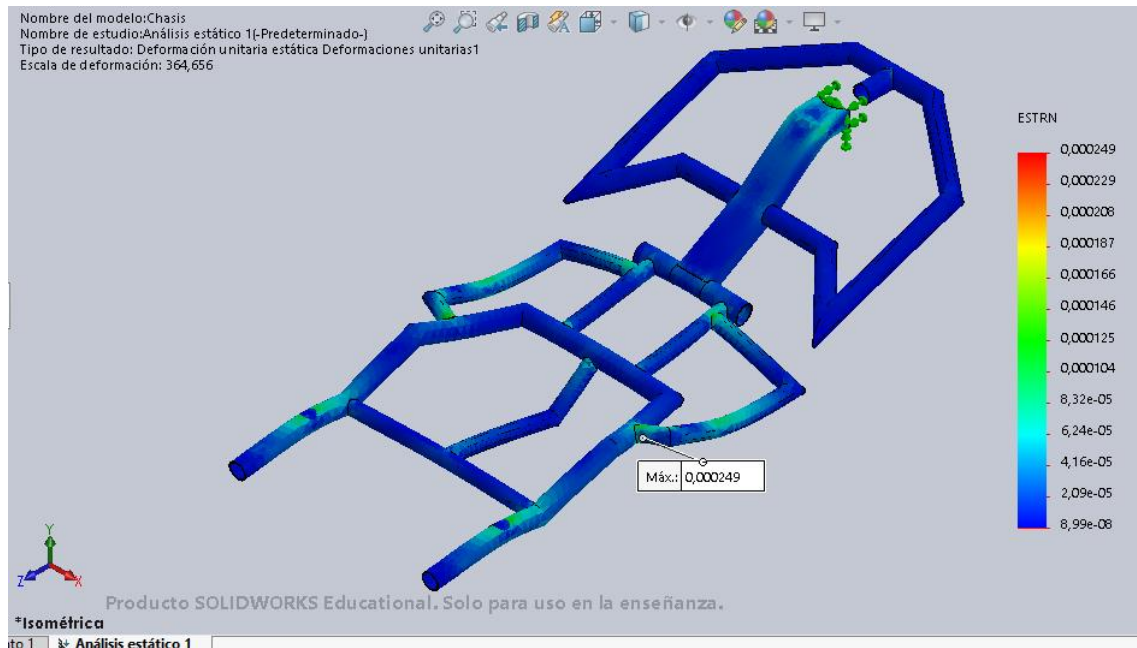 Nombre del modelo:Chasis
Nombre de estudio:Análisis estático 1(-Predeterminado-)
Tipo de resultado: Deformación unitaria estática Deformaciones unitarias1
Escala de deformación: 364,656
ESTRN
0,000249
0,000229
0,000208
0,000187
0,000166
0,000146
0,000125
0,000104
8,32e-05
6,24e-05
4,16e-05
2,09e-05
8,99e-08
Máx.: 0,000249
Y
Z
X
Producto SOLIDWORKS Educational. Solo para uso en la enseñanza.
*Isométrica
Análisis estático 1